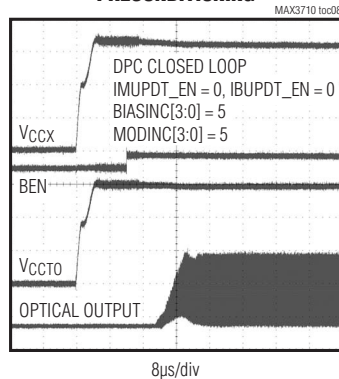 MAX3710 toc08
DPC CLOSED LOOP
IMUPDT_EN = 0, IBUPDT_EN = 0
BIASINC[3:0] = 5
MODINC[3:0] = 5
VCCX
BEN
VCCTO
OPTICAL OUTPUT
8µs/div